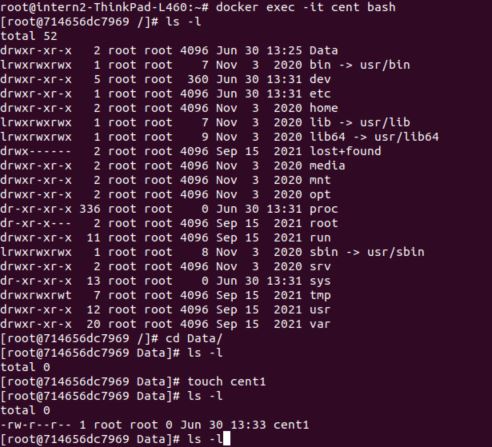 root@intern2-ThinkPad-L460:~# docker exec -it cent bash
[root@714656dc7969 /]# ls -l
total 52
drwxr-xr-x   2 root root 4096 Jun 30 13:25 Data
lrwxrwxrwx   1 root root    7 Nov  3  2020 bin -> usr/bin
drwxr-xr-x   5 root root  360 Jun 30 13:31 dev
drwxr-xr-x   1 root root 4096 Jun 30 13:31 etc
drwxr-xr-x   2 root root 4096 Nov  3  2020 home
lrwxrwxrwx   1 root root    7 Nov  3  2020 lib -> usr/lib
lrwxrwxrwx   1 root root    9 Nov  3  2020 lib64 -> usr/lib64
drwx------   2 root root 4096 Sep 15  2021 lost+found
drwxr-xr-x   2 root root 4096 Nov  3  2020 media
drwxr-xr-x   2 root root 4096 Nov  3  2020 mnt
drwxr-xr-x   2 root root 4096 Nov  3  2020 opt
dr-xr-xr-x 336 root root    0 Jun 30 13:31 proc
dr-xr-x---   2 root root 4096 Sep 15  2021 root
drwxr-xr-x  11 root root 4096 Sep 15  2021 run
lrwxrwxrwx   1 root root    8 Nov  3  2020 sbin -> usr/sbin
drwxr-xr-x   2 root root 4096 Nov  3  2020 srv
dr-xr-xr-x  13 root root    0 Jun 30 13:31 sys
drwxrwxrwt   7 root root 4096 Sep 15  2021 tmp
drwxr-xr-x  12 root root 4096 Sep 15  2021 usr
drwxr-xr-x  20 root root 4096 Sep 15  2021 var
[root@714656dc7969 /]# cd Data/
[root@714656dc7969 Data]# ls -l
total 0
[root@714656dc7969 Data]# touch cent1
[root@714656dc7969 Data]# ls -l
total 0
-rw-r--r-- 1 root root 0 Jun 30 13:33 cent1
[root@714656dc7969 Data]# ls -l